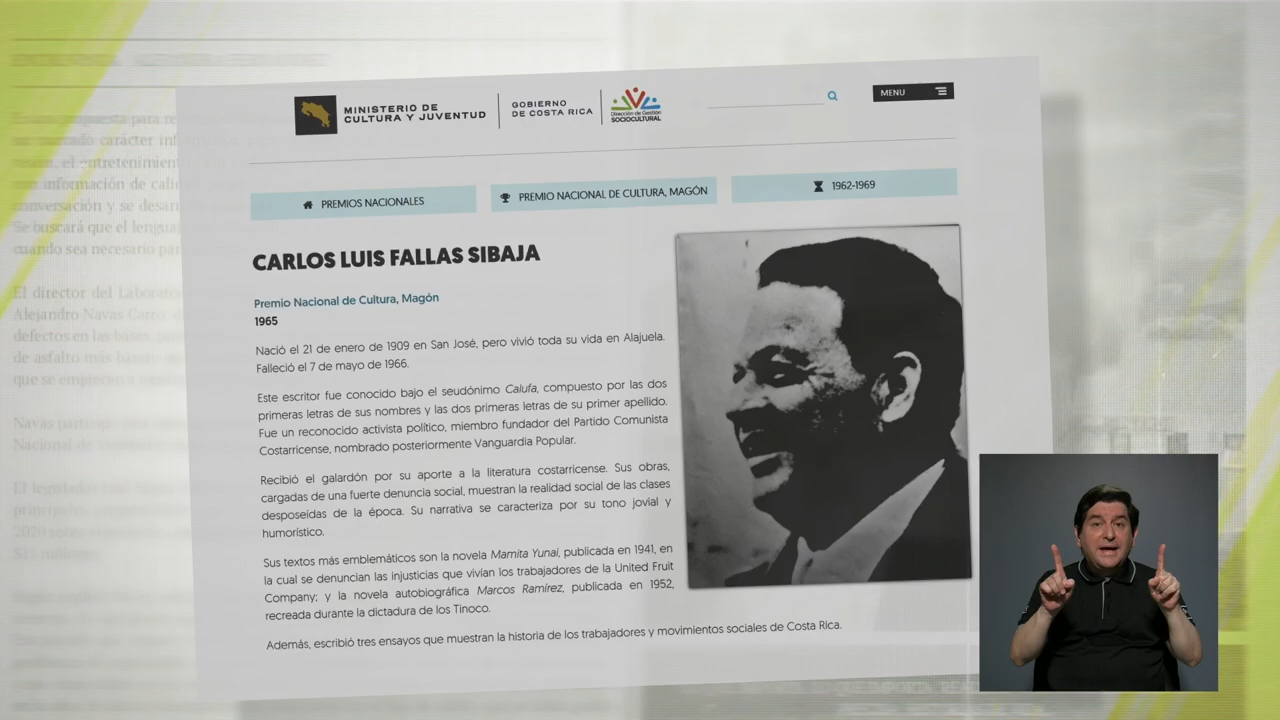 MINISTERIO DE
CULTURA Y JUVENTUD
GOBIERNO
DE COSTA RICA
Dirección de Gestión
SOCIOCULTURAL
MENU
PREMIOS NACIONALES
PREMIO NACIONAL DE CULTURA, MAGÓN
1962-1969
CARLOS LUIS FALLAS SIBAJA
Premio Nacional de Cultura, Magón
1965
Nació el 21 de enero de 1909 en San José, pero vivió toda su vida en Alajuela.
Falleció el 7 de mayo de 1966.
Este escritor fue conocido bajo el seudónimo Calufa, compuesto por las dos
primeras letras de sus nombres y las dos primeras letras de su primer apellido.
Fue un reconocido activista político, miembro fundador del Partido Comunista
Costarricense, nombrado posteriormente Vanguardia Popular.
Recibió el galardón por su aporte a la literatura costarricense. Sus obras,
cargadas de una fuerte denuncia social, muestran la realidad social de las clases
desposeídas de la época. Su narrativa se caracteriza por su tono jovial y
humorístico.
Sus textos más emblemáticos son la novela Mamita Yunai, publicada en 1941, en
la cual se denuncian las injusticias que vivían los trabajadores de la United Fruit
Company; y la novela autobiográfica Marcos Ramírez, publicada en 1952,
recreada durante la dictadura de los Tinoco.
Además, escribió tres ensayos que muestran la historia de los trabajadores y movimientos sociales de Costa Rica.